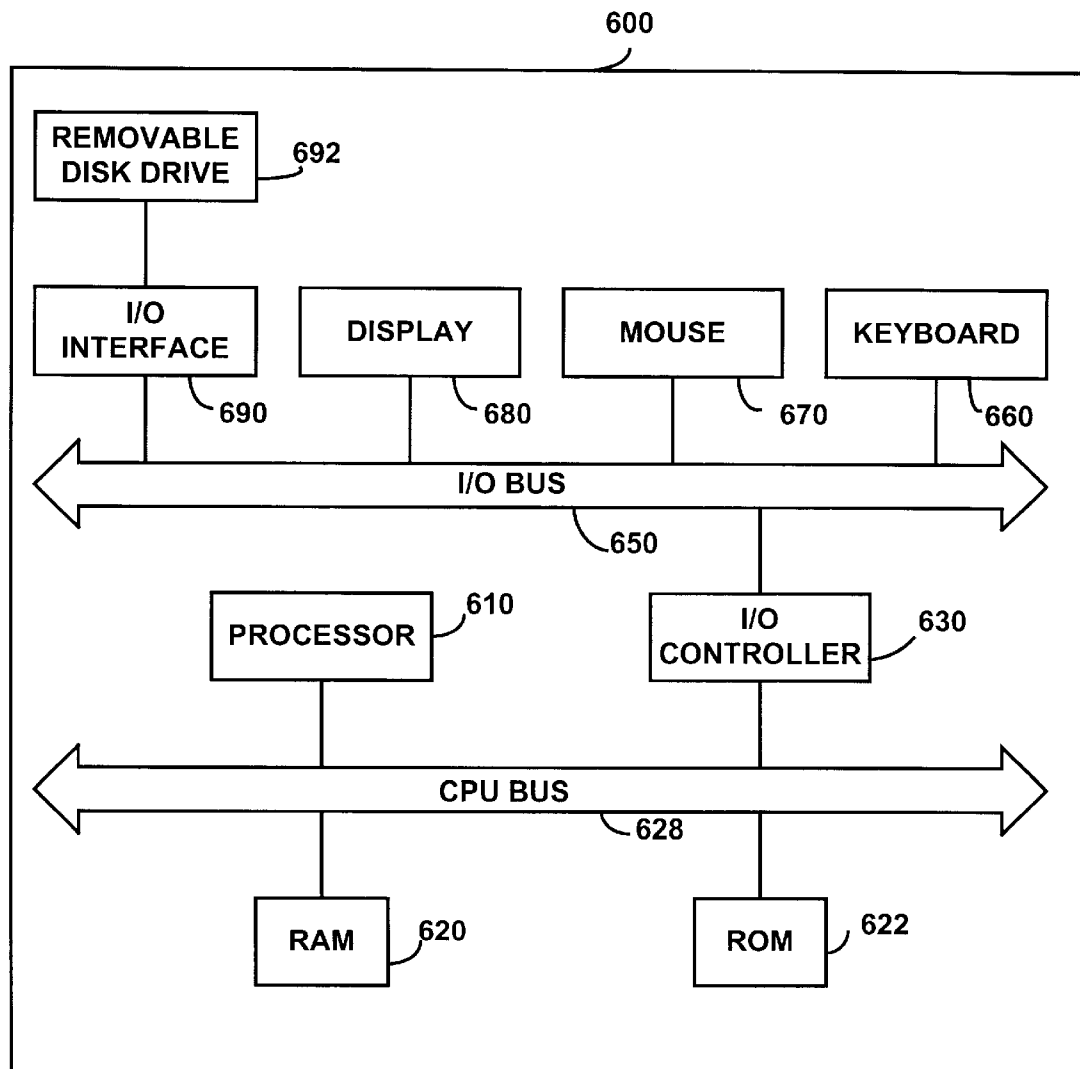 600
REMOVABLE
DISK DRIVE
692
I/O
INTERFACE
690
DISPLAY
680
MOUSE
670
KEYBOARD
660
I/O BUS
650
PROCESSOR
610
I/O
CONTROLLER
630
CPU BUS
628
RAM
620
ROM
622